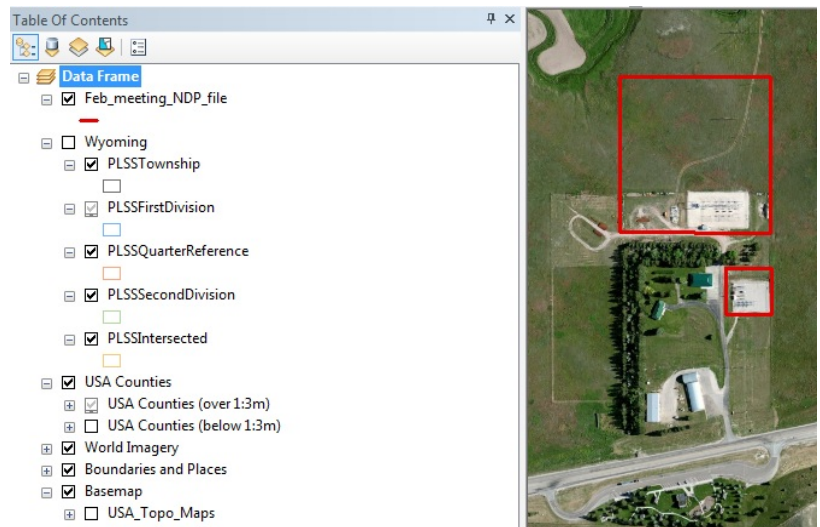 Table Of Contents
Data Frame
Feb_meeting_NDP_file
Wyoming
PLSSTownship
PLSSFirstDivision
PLSSQuarterReference
PLSSSecondDivision
PLSSIntersected
USA Counties
USA Counties (over 1:3m)
USA Counties (below 1:3m)
World Imagery
Boundaries and Places
Basemap
USA_Topo_Maps